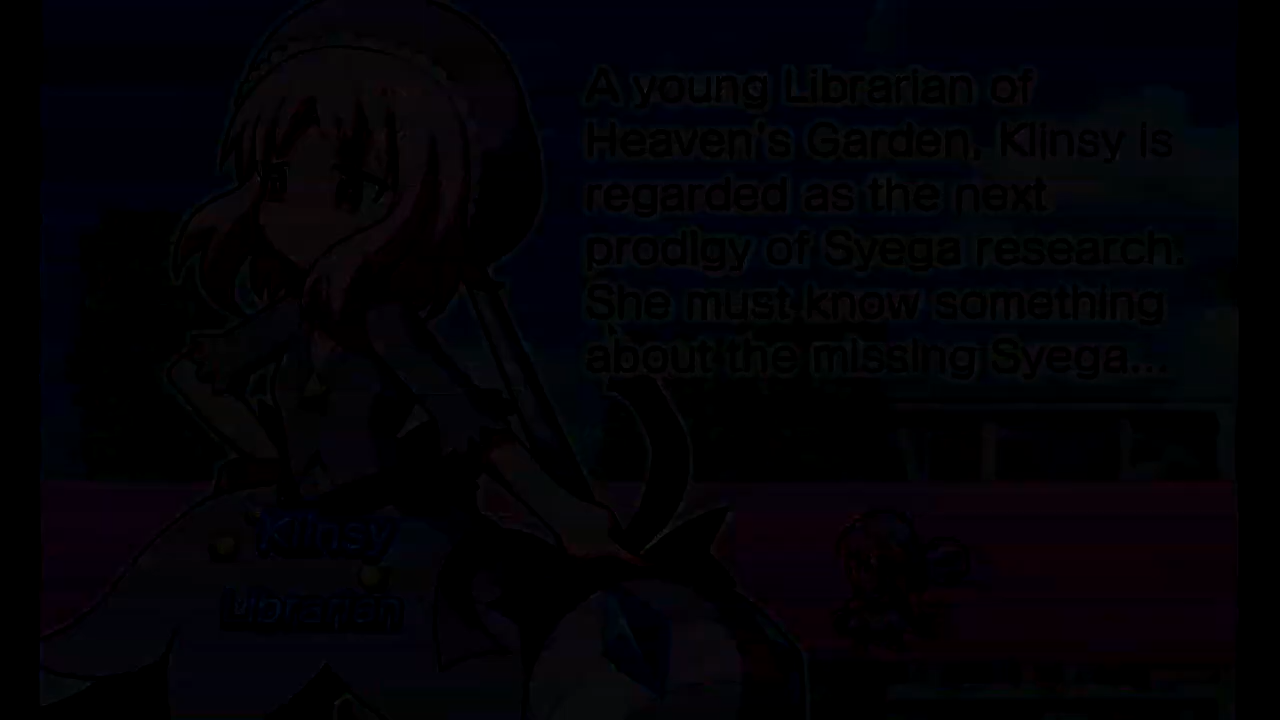 A young Librarian of
Heaven's Garden, Klinsy is
regarded as the next
prodigy of Syega research.
She must know something
about the missing Syega...
Klinsy
Librarian